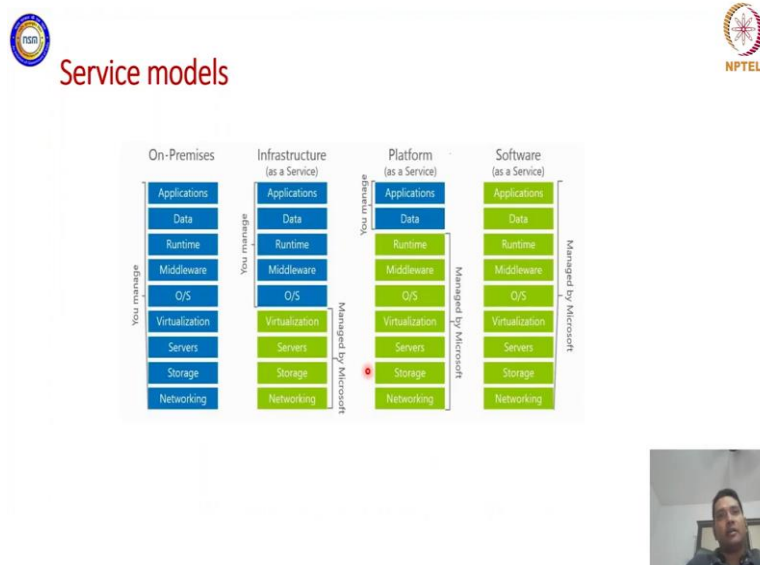 nsm
NPTEL
Service models
On-Premises
Applications
Data
Runtime
Middleware
O/S
Virtualization
Servers
Storage
Networking
You manage
Infrastructure
(as a Service)
Applications
Data
Runtime
Middleware
O/S
Virtualization
Servers
Storage
Networking
You manage
Managed by Microsoft
Platform
(as a Service)
Applications
Data
Runtime
Middleware
O/S
Virtualization
Servers
Storage
Networking
You manage
Managed by Microsoft
Software
(as a Service)
Applications
Data
Runtime
Middleware
O/S
Virtualization
Servers
Storage
Networking
Managed by Microsoft